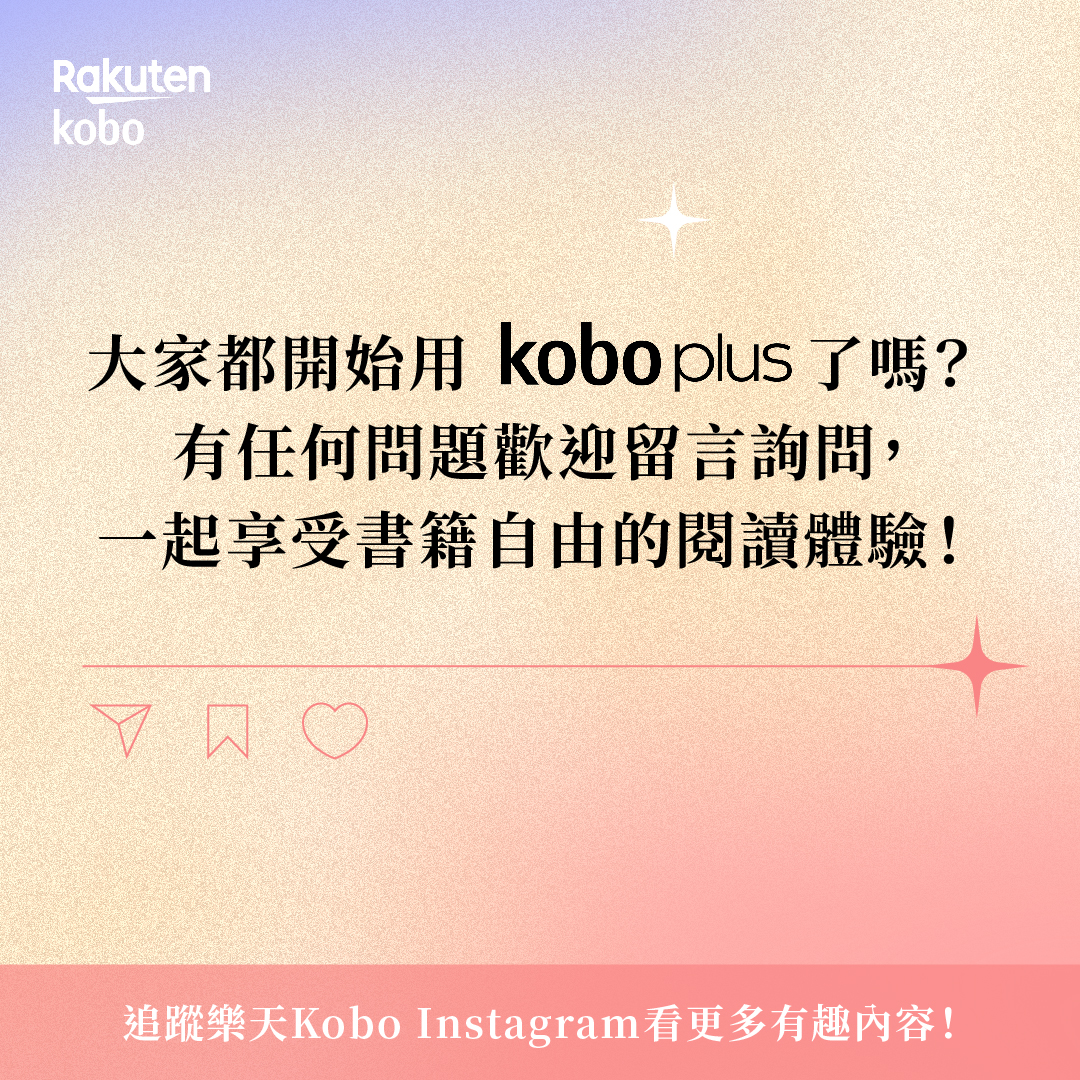 Rakuten
kobo
大家都開始用 kobo plus 了嗎？
有任何問題歡迎留言詢問，
一起享受書籍自由的閱讀體驗！
追蹤樂天Kobo Instagram看更多有趣內容！